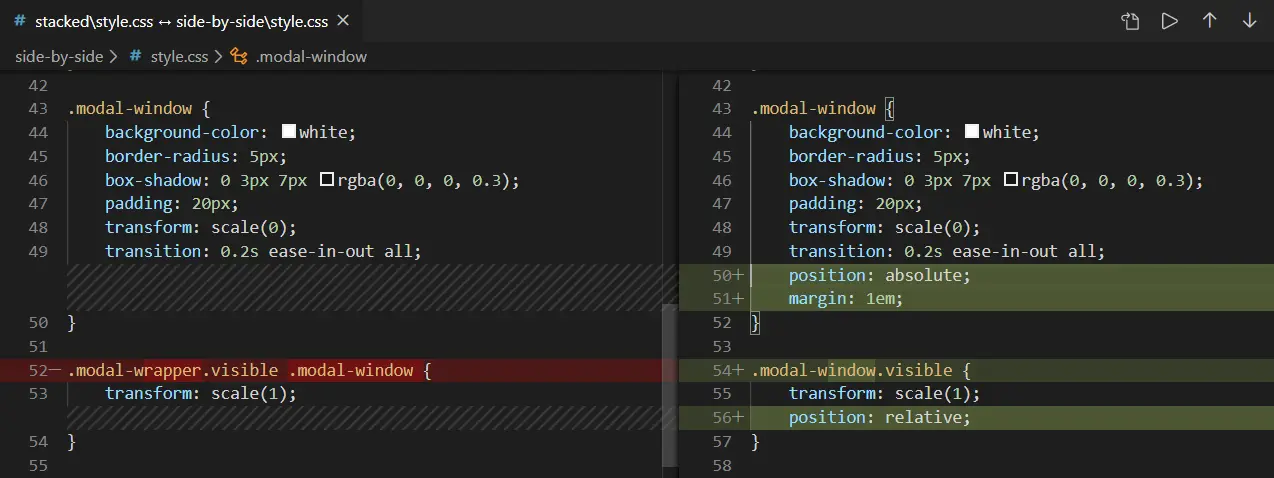 # stacked\style.css ↔ side-by-side\style.css ×
side-by-side > # style.css > .modal-window
42
43 .modal-window {
44     background-color: white;
45     border-radius: 5px;
46     box-shadow: 0 3px 7px rgba(0, 0, 0, 0.3);
47     padding: 20px;
48     transform: scale(0);
49     transition: 0.2s ease-in-out all;
50 }
51
52— .modal-wrapper.visible .modal-window {
53     transform: scale(1);
54 }
55
42
43 .modal-window {
44     background-color: white;
45     border-radius: 5px;
46     box-shadow: 0 3px 7px rgba(0, 0, 0, 0.3);
47     padding: 20px;
48     transform: scale(0);
49     transition: 0.2s ease-in-out all;
50+     position: absolute;
51+     margin: 1em;
52 }
53
54+ .modal-window.visible {
55     transform: scale(1);
56+     position: relative;
57 }
58